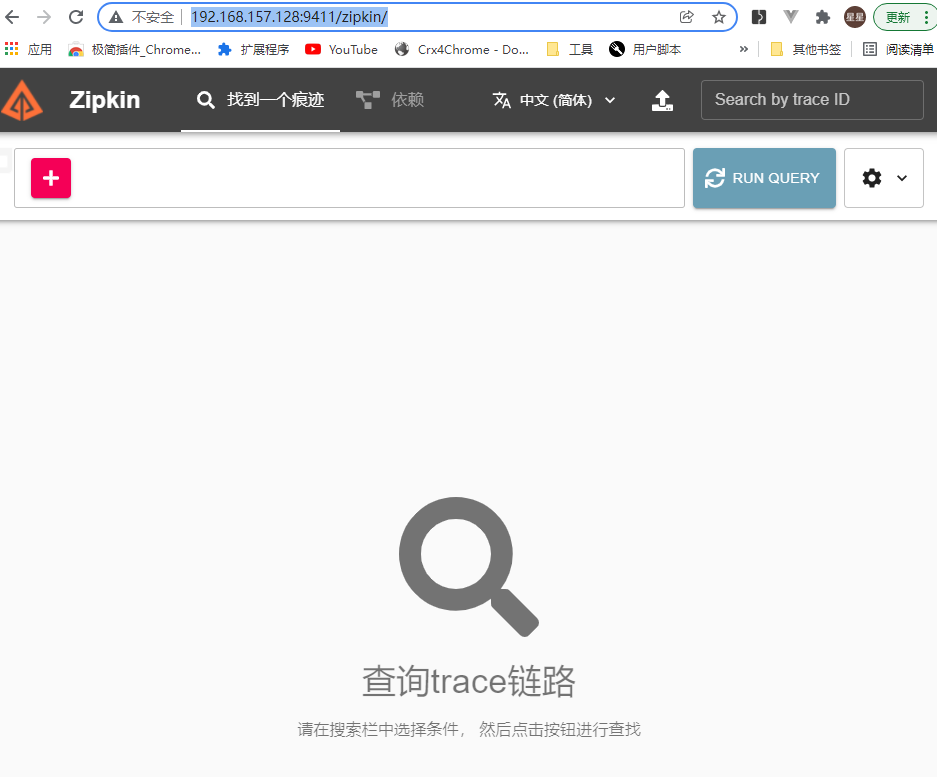 不安全 192.168.157.128:9411/zipkin/ 星星 更新
应用 极简插件_Chrome... 扩展程序 YouTube Crx4Chrome - Do... 工具 用户脚本 » 其他书签 阅读清单
Zipkin 找到一个痕迹 依赖 中文 (简体) Search by trace ID
RUN QUERY
查询trace链路
请在搜索栏中选择条件， 然后点击按钮进行查找